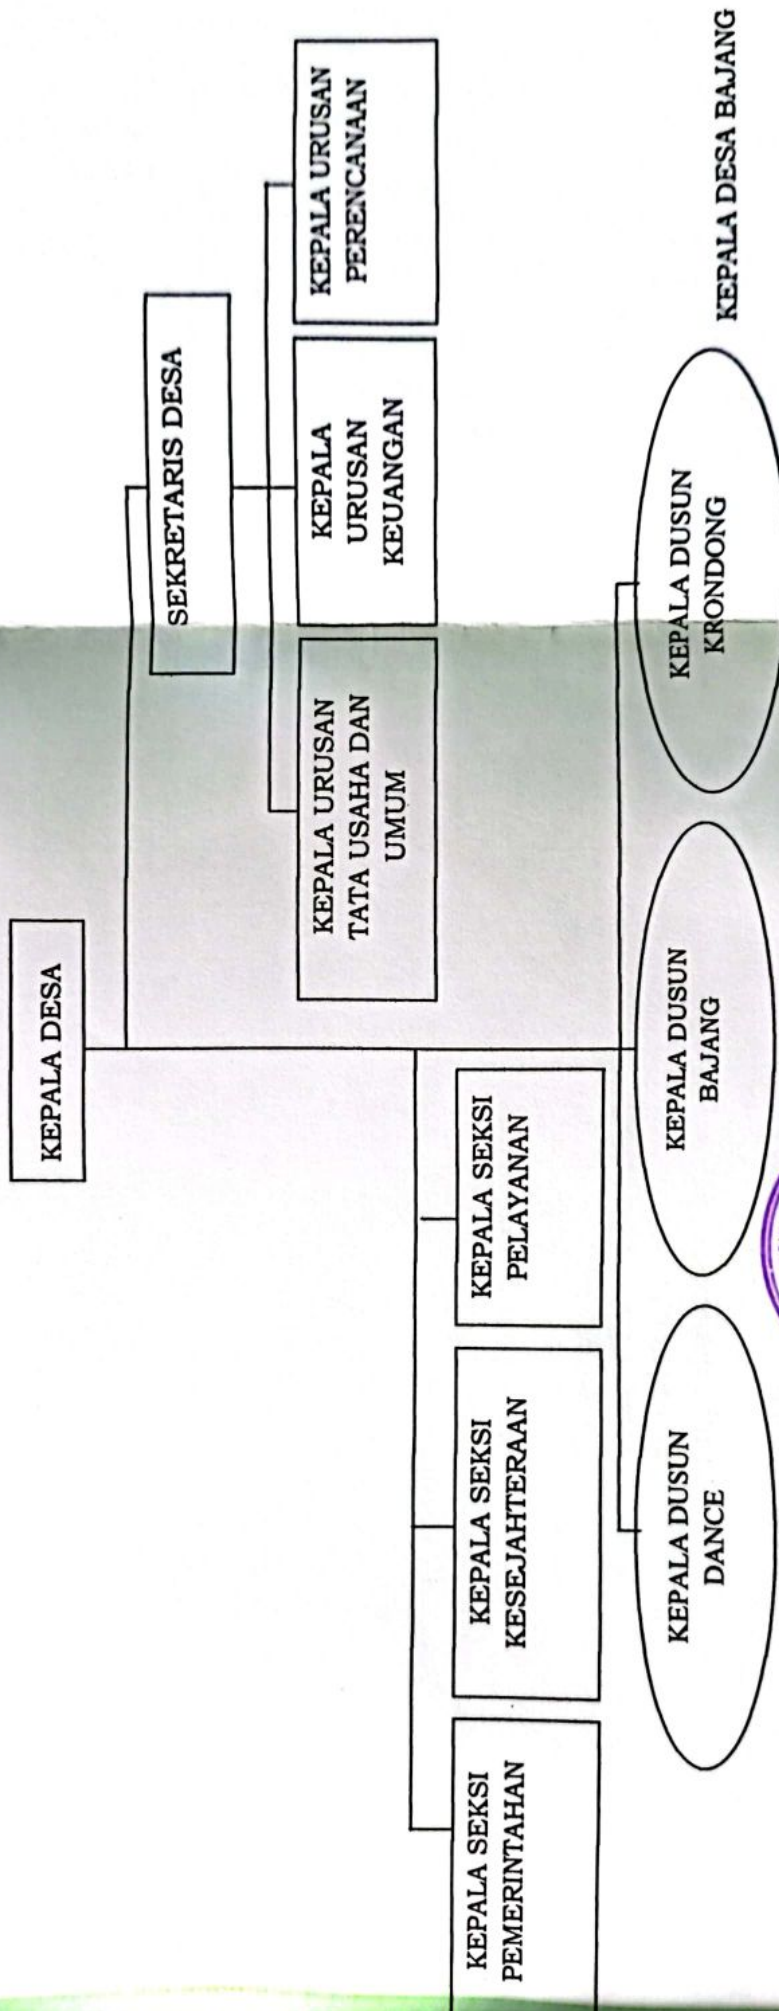 KEPALA DESA
SEKRETARIS DESA
KEPALA URUSAN
TATA USAHA DAN
UMUM
KEPALA
URUSAN
KEUANGAN
KEPALA URUSAN
PERENCANAAN
KEPALA SEKSI
PEMERINTAHAN
KEPALA SEKSI
KESEJAHTERAAN
KEPALA SEKSI
PELAYANAN
KEPALA DUSUN
DANCE
KEPALA DUSUN
BAJANG
KEPALA DUSUN
KRONDONG
KEPALA DESA BAJANG